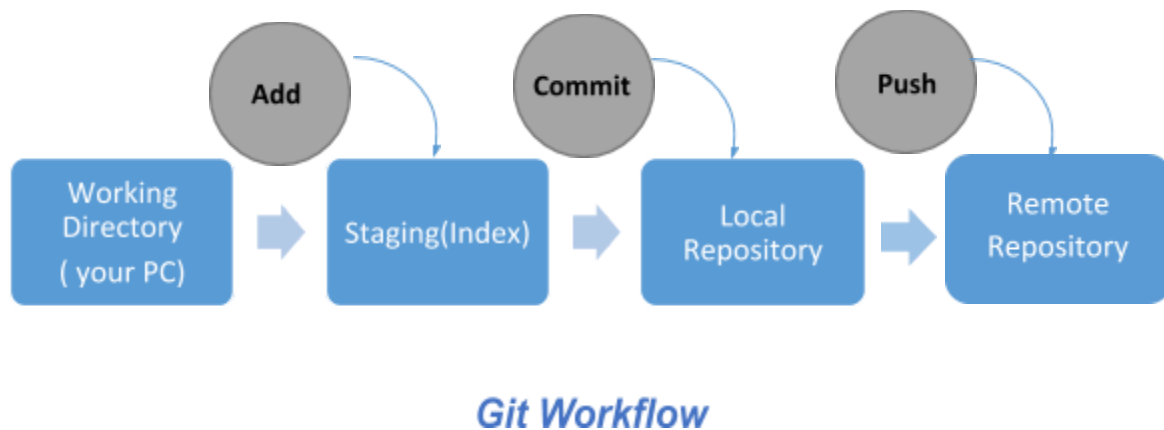 Add
Commit
Push
Working
Directory
( your PC)
Staging(Index)
Local
Repository
Remote
Repository
Git Workflow